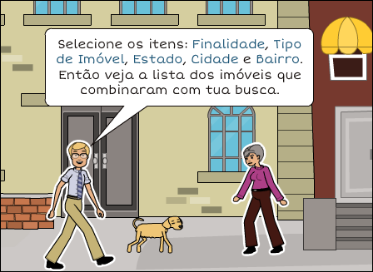 Selecione os itens: Finalidade, Tipo
de Imóvel, Estado, Cidade e Bairro.
Então veja a lista dos imóveis que
combinaram com tua busca.